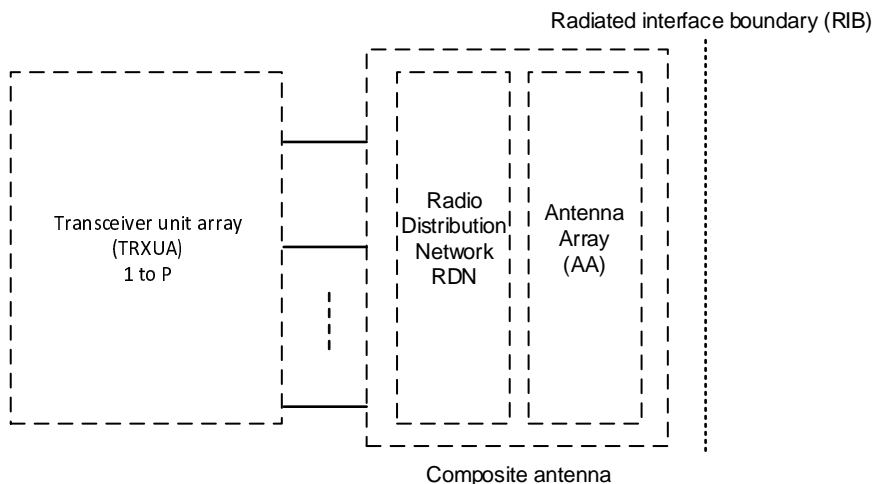 Radiated interface boundary (RIB)
Transceiver unit array
(TRXUA)
1 to P
Radio
Distribution
Network
RDN
Antenna
Array
(AA)
Composite antenna